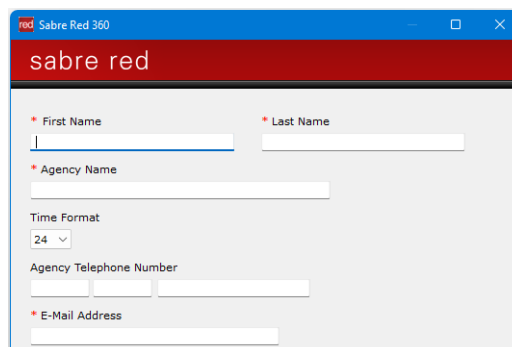 red Sabre Red 360
sabre red
* First Name * Last Name
* Agency Name
Time Format
24
Agency Telephone Number
* E-Mail Address